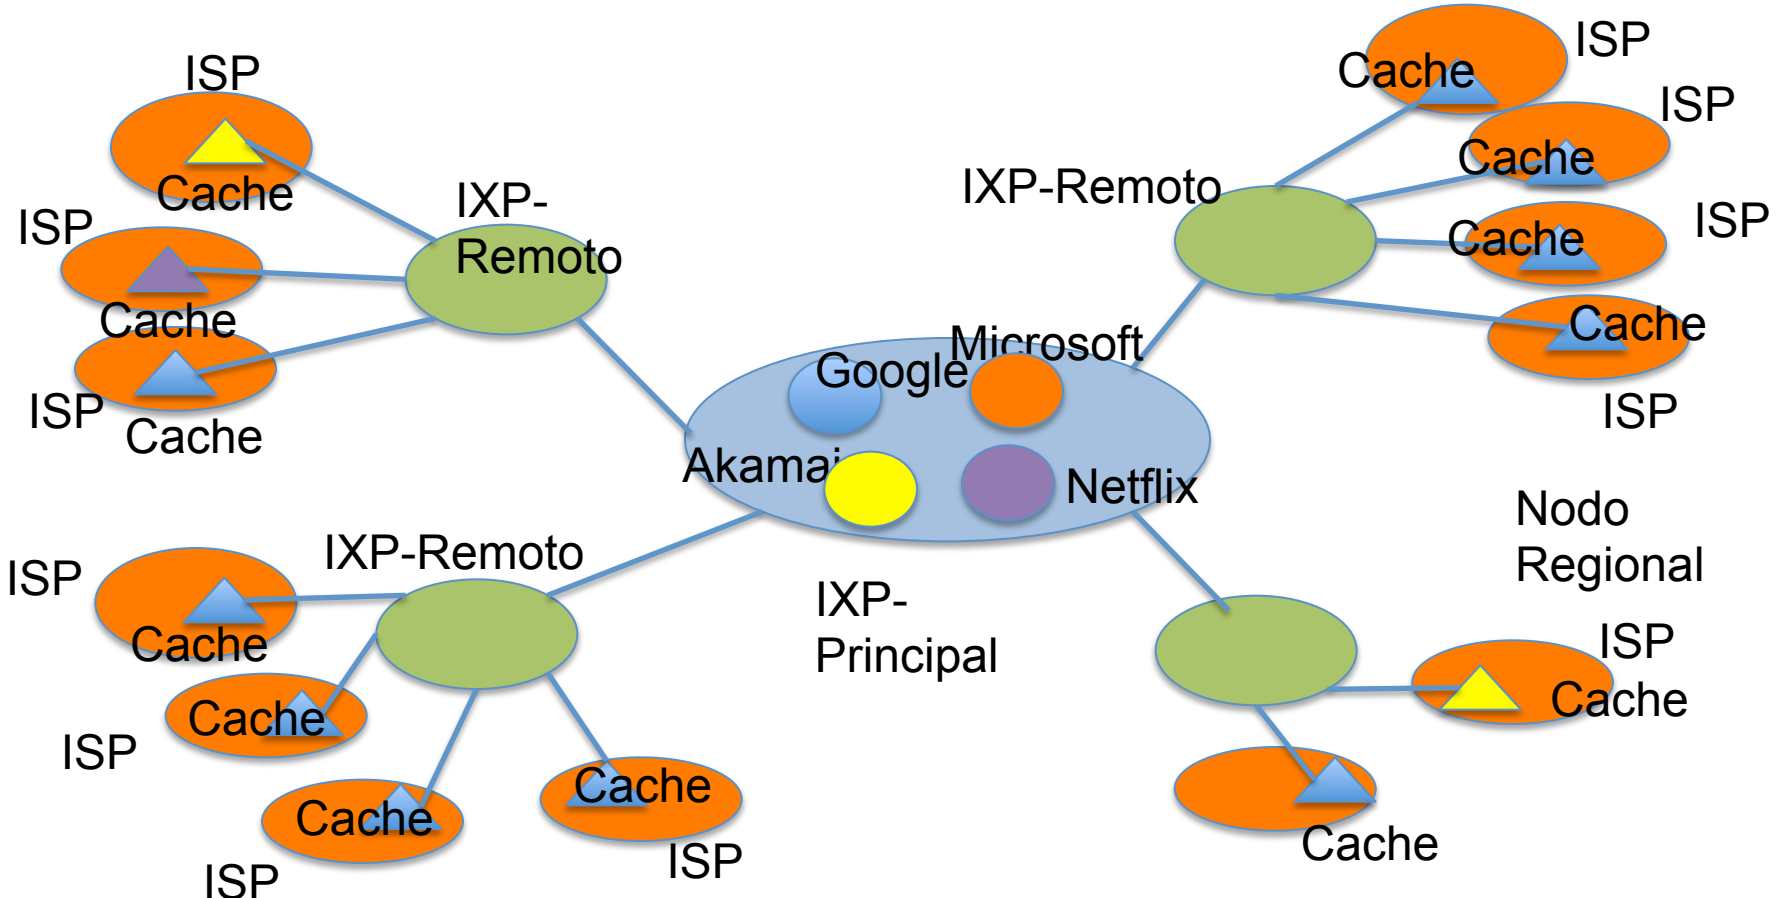 ISP
Cache
ISP
Cache
ISP
Cache
IXP-
Remoto
IXP-Remoto
Cache
ISP
Cache
ISP
Cache
ISP
Cache
ISP
Microsoft
Google
Akamai
Netflix
IXP-
Principal
Nodo
Regional
IXP-Remoto
ISP
Cache
Cache
ISP
Cache
ISP
Cache
ISP
ISP
Cache
Cache